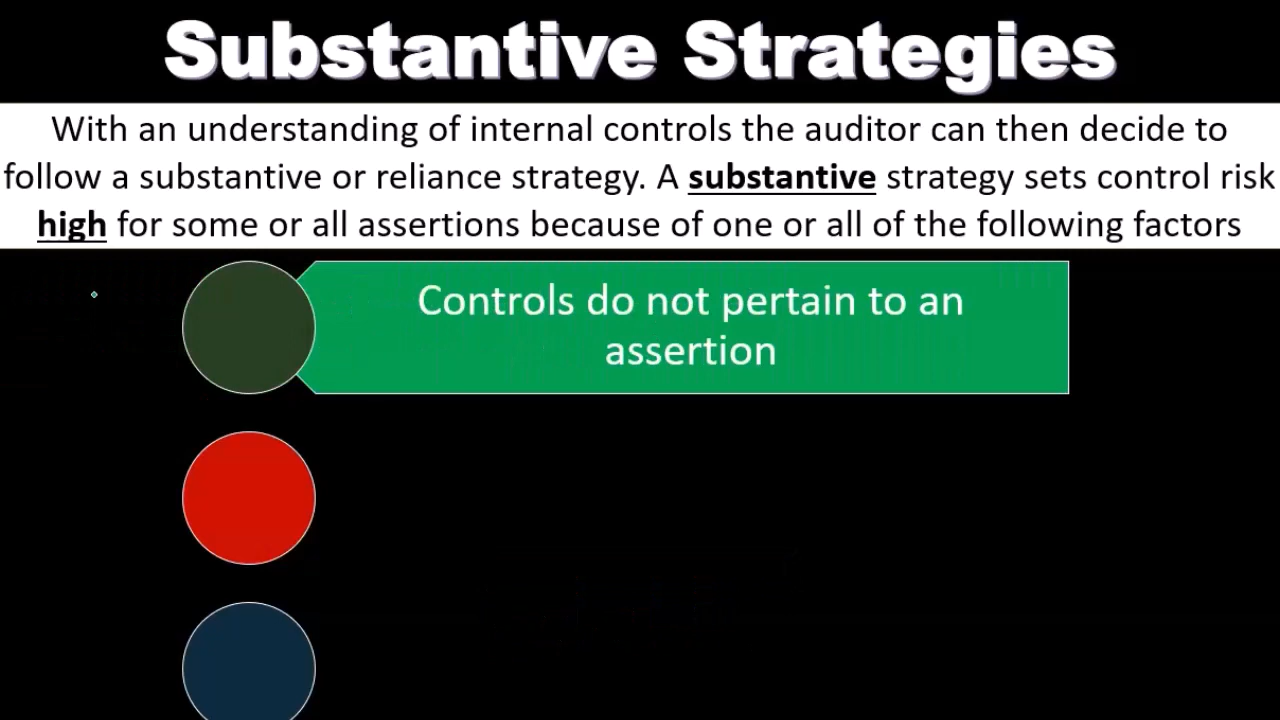 Substantive Strategies
With an understanding of internal controls the auditor can then decide to
follow a substantive or reliance strategy. A substantive strategy sets control risk
high for some or all assertions because of one or all of the following factors
Controls do not pertain to an
assertion